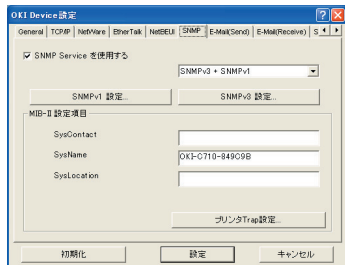 OKI Device設定
General TCP/IP NetWare EtherTalk NetBEUI SNMP E-Mail(Send) E-Mail(Receive) S
SNMP Service を使用する
SNMPv3 + SNMPv1
SNMPv1 設定... SNMPv3 設定...
MIB-II 設定項目
SysContact
SysName OKI-C710-849C9B
SysLocation
プリンタTrap設定...
初期化 設定 キャンセル